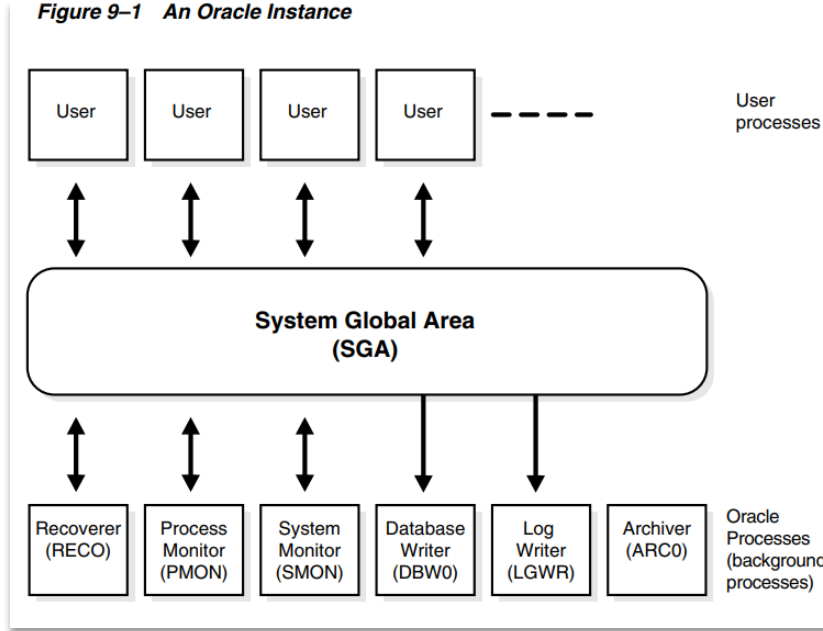 Figure 9–1 An Oracle Instance
User
User
User
User
User
processes
System Global Area
(SGA)
Recoverer
(RECO)
Process
Monitor
(PMON)
System
Monitor
(SMON)
Database
Writer
(DBW0)
Log
Writer
(LGWR)
Archiver
(ARC0)
Oracle
Processes
(background
processes)